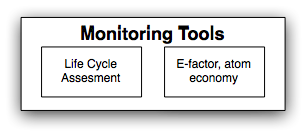 Monitoring Tools
Life Cycle
Assesment
E-factor, atom
economy